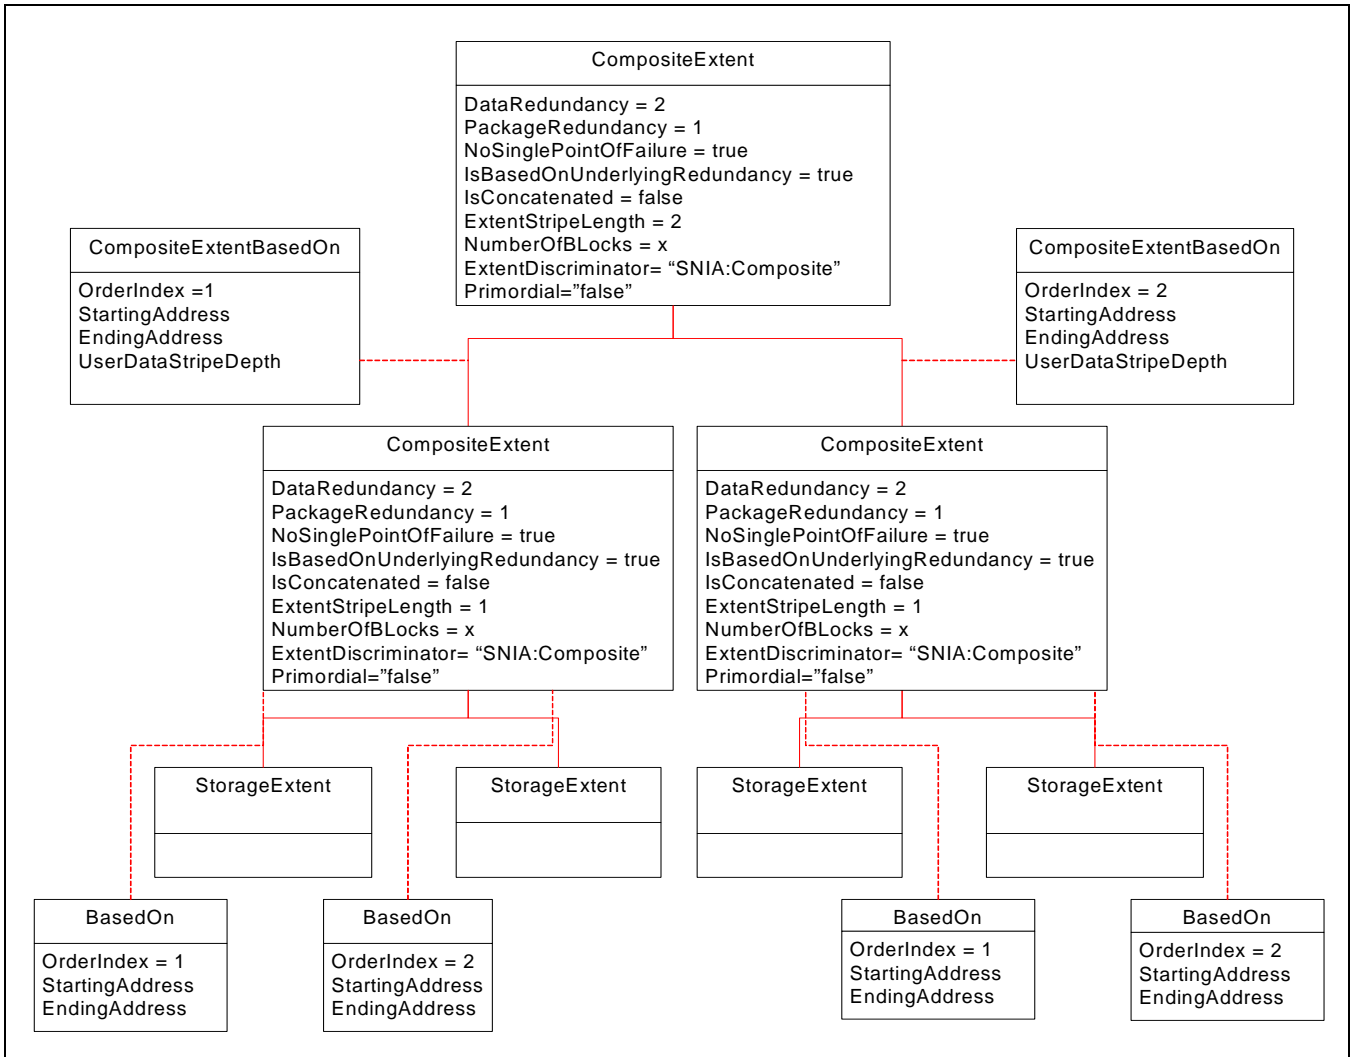 CompositeExtent
DataRedundancy = 2
PackageRedundancy = 1
NoSinglePointOfFailure = true
IsBasedOnUnderlyingRedundancy = true
IsConcatenated = false
ExtentStripeLength = 2
NumberOfBLocks = x
ExtentDiscriminator= “SNIA:Composite”
Primordial=”false”
CompositeExtentBasedOn
OrderIndex =1
StartingAddress
EndingAddress
UserDataStripeDepth
CompositeExtentBasedOn
OrderIndex = 2
StartingAddress
EndingAddress
UserDataStripeDepth
CompositeExtent
DataRedundancy = 2
PackageRedundancy = 1
NoSinglePointOfFailure = true
IsBasedOnUnderlyingRedundancy = true
IsConcatenated = false
ExtentStripeLength = 1
NumberOfBLocks = x
ExtentDiscriminator= “SNIA:Composite”
Primordial=”false”
CompositeExtent
DataRedundancy = 2
PackageRedundancy = 1
NoSinglePointOfFailure = true
IsBasedOnUnderlyingRedundancy = true
IsConcatenated = false
ExtentStripeLength = 1
NumberOfBLocks = x
ExtentDiscriminator= “SNIA:Composite”
Primordial=”false”
StorageExtent
StorageExtent
StorageExtent
StorageExtent
BasedOn
OrderIndex = 1
StartingAddress
EndingAddress
BasedOn
OrderIndex = 2
StartingAddress
EndingAddress
BasedOn
OrderIndex = 1
StartingAddress
EndingAddress
BasedOn
OrderIndex = 2
StartingAddress
EndingAddress